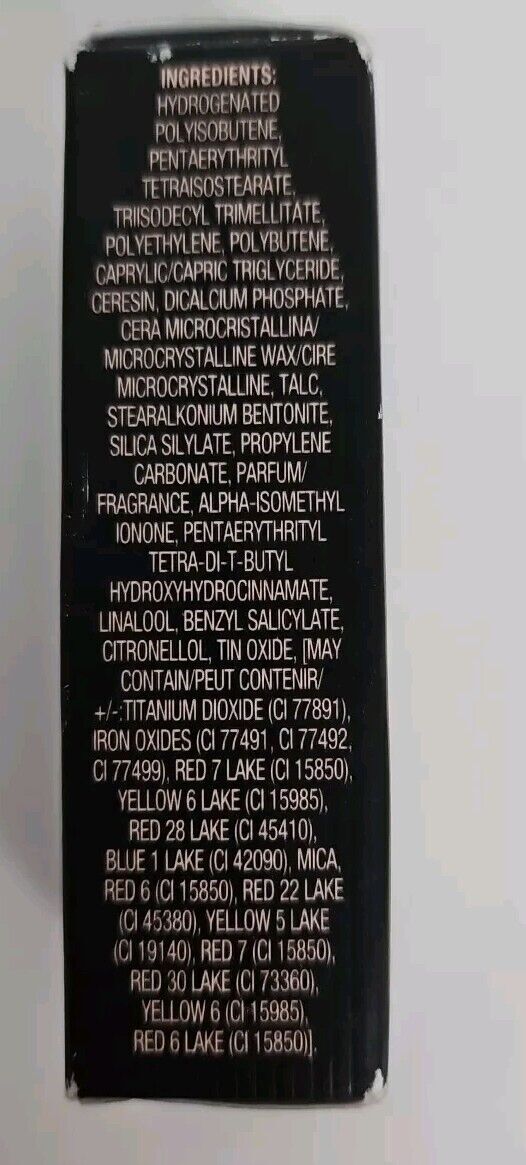 INGREDIENTS:
HYDROGENATED
POLYISOBUTENE,
PENTAERYTHRITYL
TETRAISOSTEARATE,
TRIISODECYL TRIMELLITATE,
POLYETHYLENE, POLYBUTENE,
CAPRYLIC/CAPRIC TRIGLYCERIDE,
CERESIN, DICALCIUM PHOSPHATE,
CERA MICROCRISTALLINA/
MICROCRYSTALLINE WAX/CIRE
MICROCRYSTALLINE, TALC,
STEARALKONIUM BENTONITE,
SILICA SILYLATE, PROPYLENE
CARBONATE, PARFUM/
FRAGRANCE, ALPHA-ISOMETHYL
IONONE, PENTAERYTHRITYL
TETRA-DI-T-BUTYL
HYDROXYHYDROCINNAMATE,
LINALOOL, BENZYL SALICYLATE,
CITRONELLOL, TIN OXIDE, [MAY
CONTAIN/PEUT CONTENIR/
+/-:TITANIUM DIOXIDE (CI 77891),
IRON OXIDES (CI 77491, CI 77492,
CI 77499), RED 7 LAKE (CI 15850),
YELLOW 6 LAKE (CI 15985),
RED 28 LAKE (CI 45410),
BLUE 1 LAKE (CI 42090), MICA,
RED 6 (CI 15850), RED 22 LAKE
(CI 45380), YELLOW 5 LAKE
(CI 19140), RED 7 (CI 15850),
RED 30 LAKE (CI 73360),
YELLOW 6 (CI 15985),
RED 6 LAKE (CI 15850)].